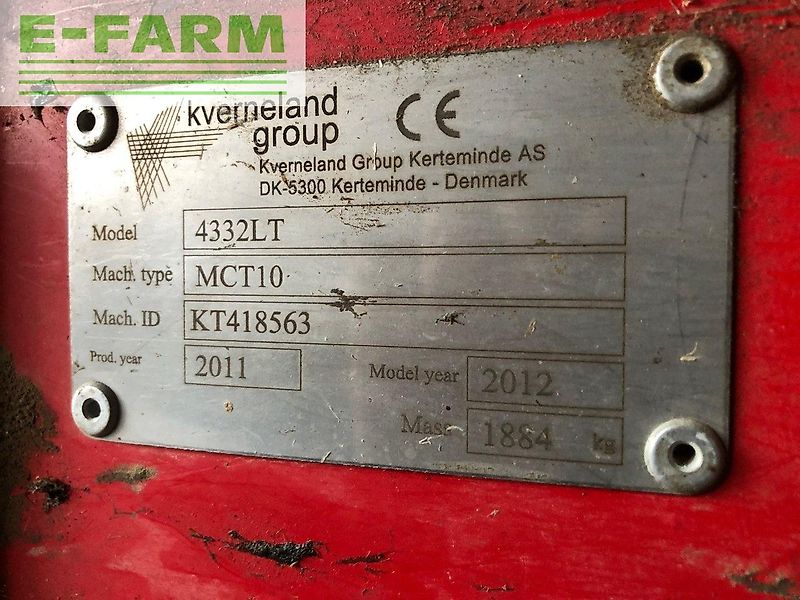 E-FARM
kverneland
group
CE
Kverneland Group Kerteminde AS
DK-5300 Kerteminde - Denmark
Model 4332LT
Mach. type MCT10
Mach. ID KT418563
Prod. year 2011 Model year 2012
Mass 1884 kg